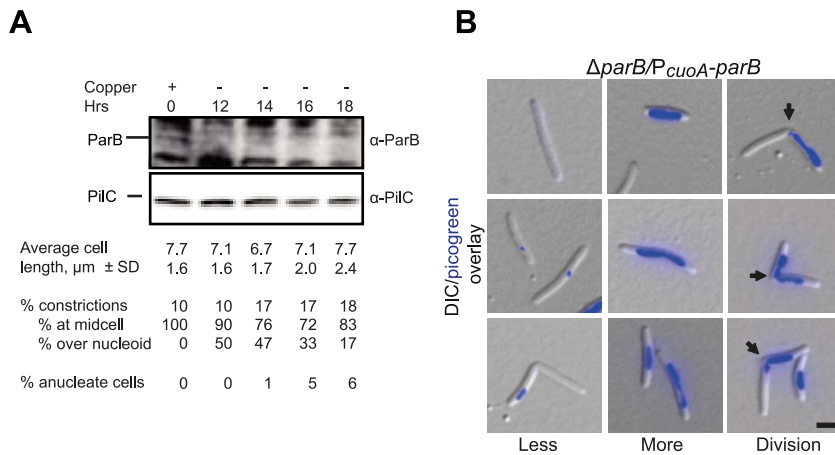 A
Copper + - - - -
Hrs 0 12 14 16 18
ParB α-ParB
PilC α-PilC
Average cell 7.7 7.1 6.7 7.1 7.7
length, μm ± SD 1.6 1.6 1.7 2.0 2.4
% constrictions 10 10 17 17 18
% at midcell 100 90 76 72 83
% over nucleoid 0 50 47 33 17
% anucleate cells 0 0 1 5 6
B
ΔparB/PcuoA-parB
DIC/picogreen
overlay
Less More Division